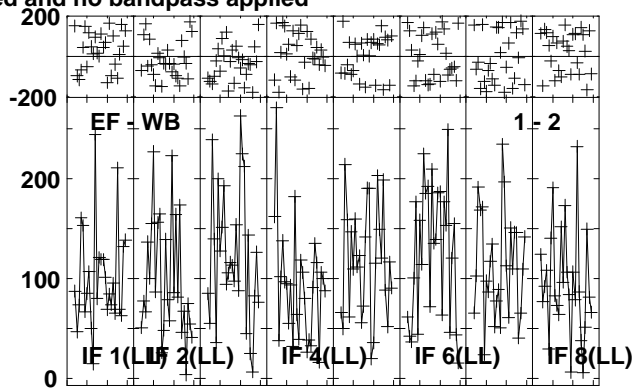 ed and no bandpass applied
200
-200
EF - WB
1 - 2
200
100
0
IF 1(LL)
IF 2(LL)
IF 4(LL)
IF 6(LL)
IF 8(LL)